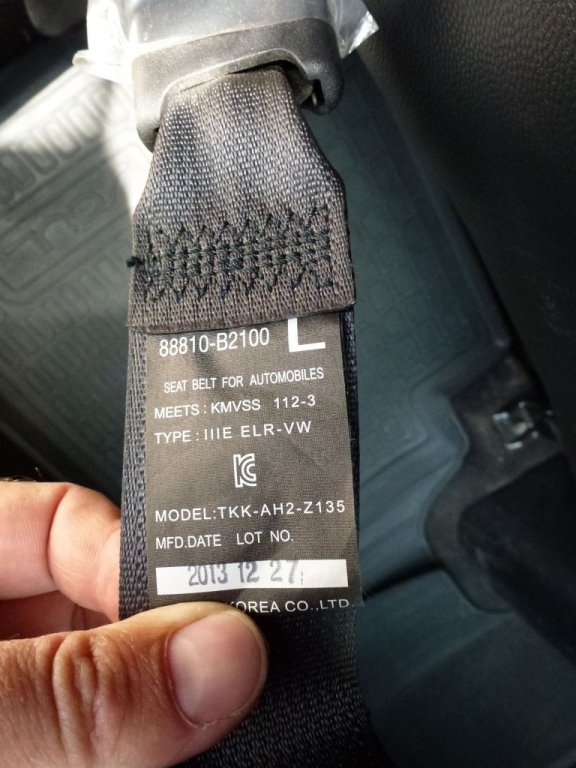 88810-B2100 L
SEAT BELT FOR AUTOMOBILES
MEETS : KMVSS 112-3
TYPE : IIIE ELR-VW
MODEL:TKK-AH2-Z135
MFD.DATE LOT NO.
2013 12 27
KOREA CO.,LTD.